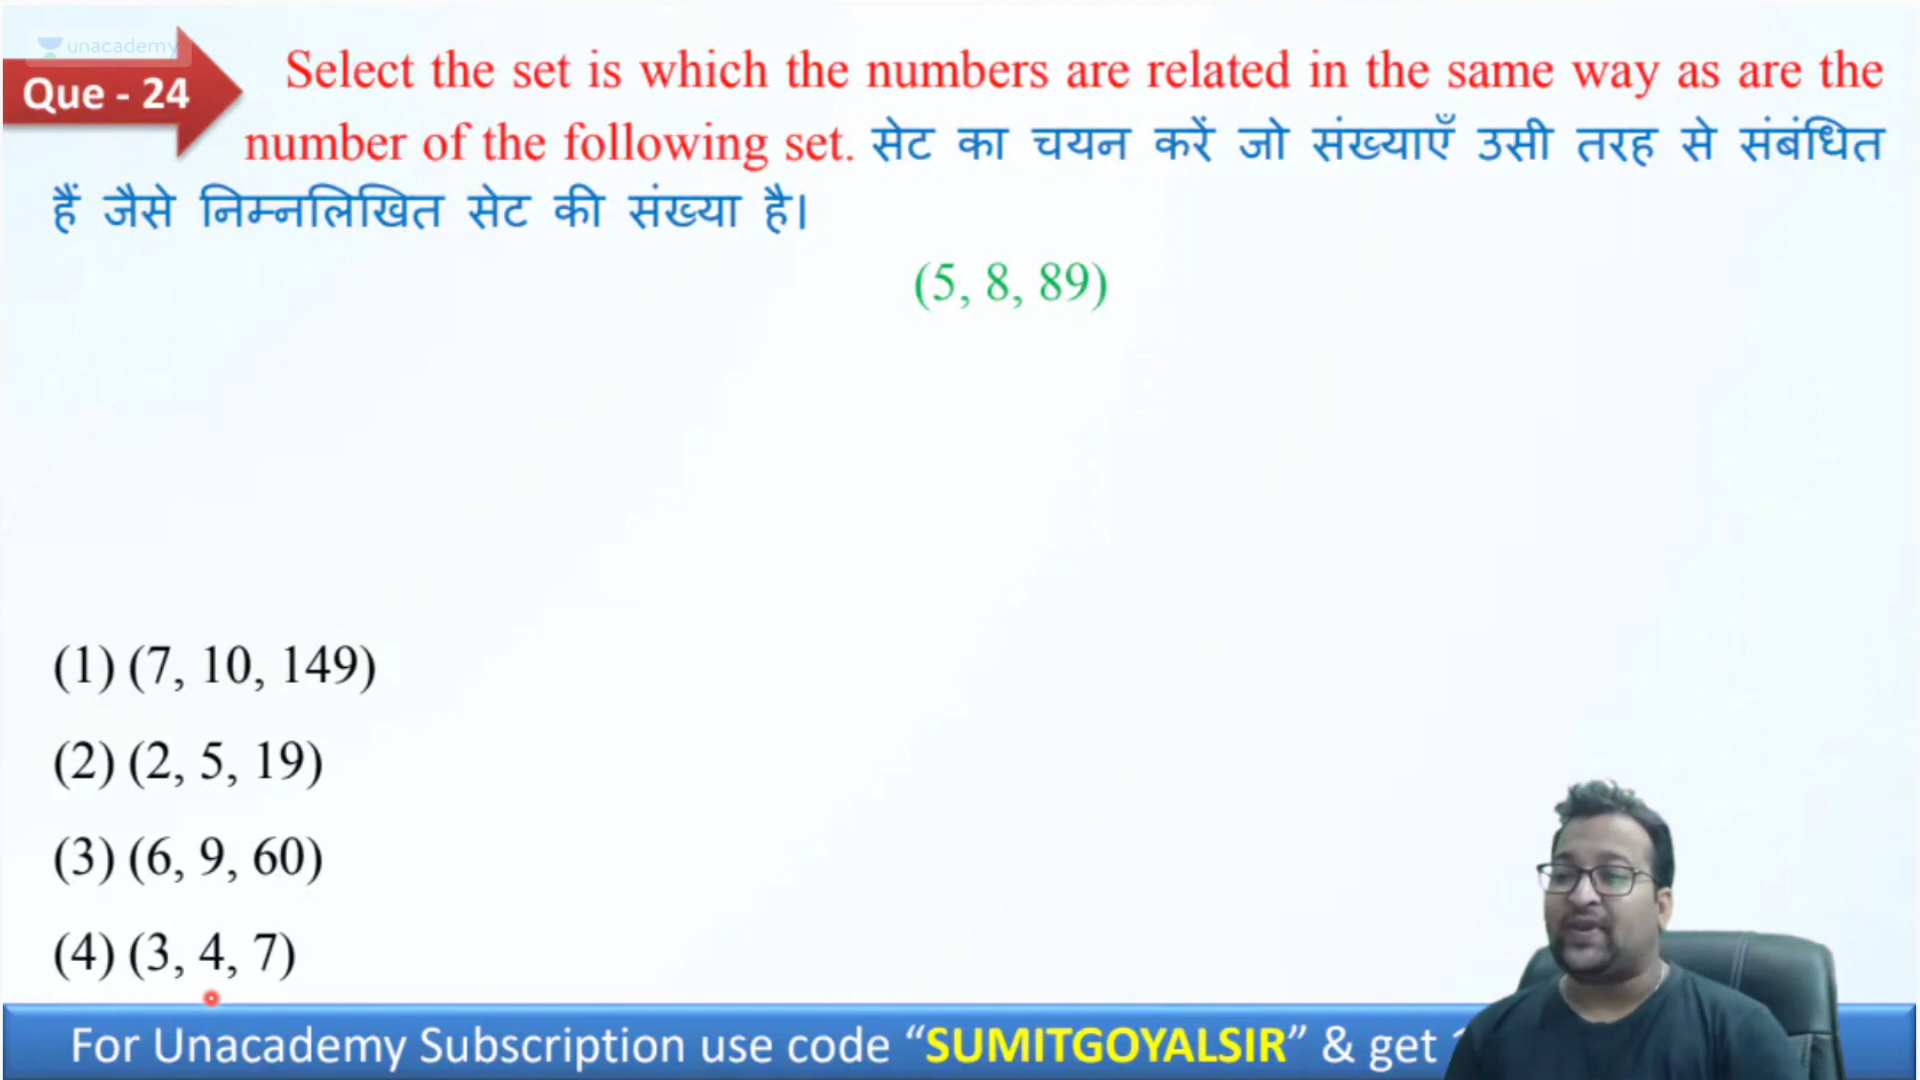 unacademy
Que - 24
Select the set is which the numbers are related in the same way as are the
number of the following set. सेट का चयन करें जो संख्याएँ उसी तरह से संबंधित
हैं जैसे निम्नलिखित सेट की संख्या है।
(5, 8, 89)
(1) (7, 10, 149)
(2) (2, 5, 19)
(3) (6, 9, 60)
(4) (3, 4, 7)
For Unacademy Subscription use code “SUMITGOYALSIR” & get